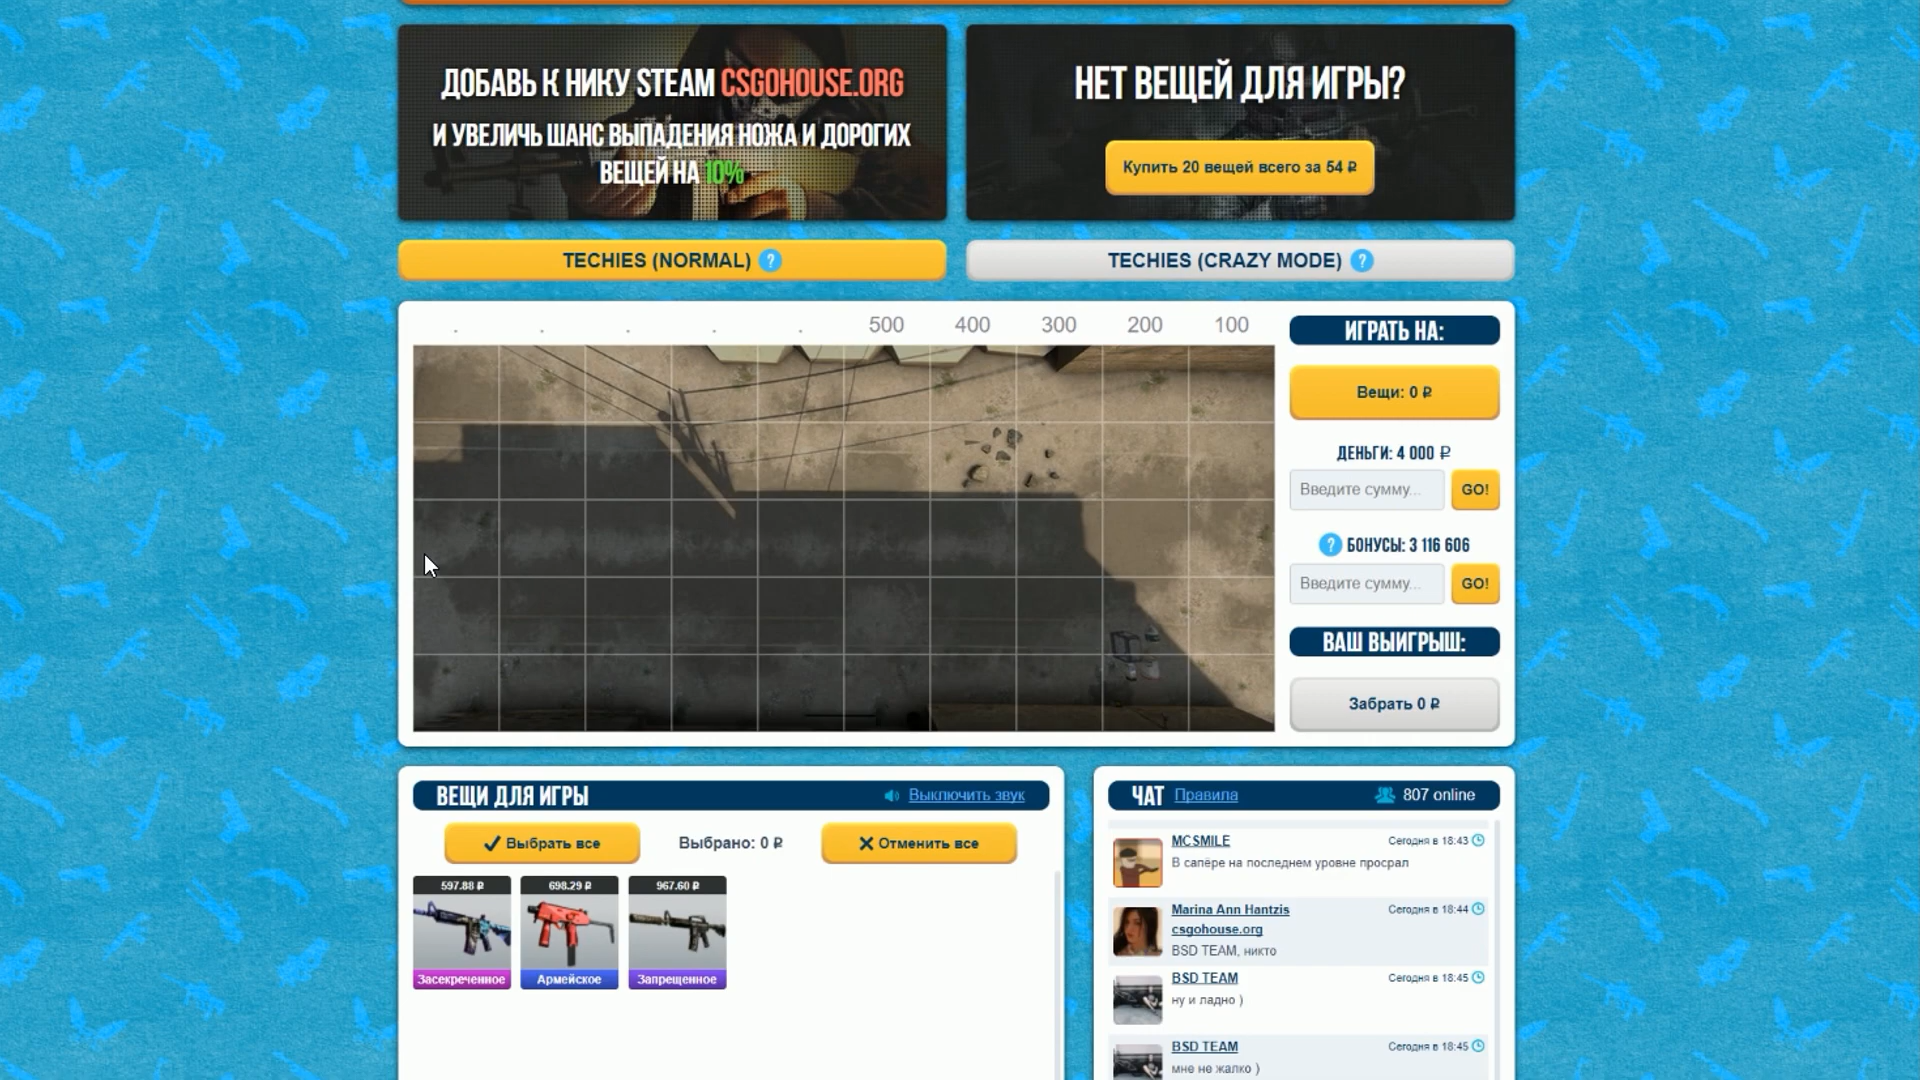 ДОБАВЬ К НИКУ STEAM CSGOHOUSE.ORG
И УВЕЛИЧЬ ШАНС ВЫПАДЕНИЯ НОЖА И ДОРОГИХ
ВЕЩЕЙ НА 10%
НЕТ ВЕЩЕЙ ДЛЯ ИГРЫ?
Купить 20 вещей всего за 54 ₽
TECHIES (NORMAL) ?
TECHIES (CRAZY MODE) ?
. . . . . 500 400 300 200 100
ИГРАТЬ НА:
Вещи: 0 ₽
ДЕНЬГИ: 4 000 ₽
Введите сумму... GO!
? БОНУСЫ: 3 116 606
Введите сумму... GO!
ВАШ ВЫИГРЫШ:
Забрать 0 ₽
ВЕЩИ ДЛЯ ИГРЫ Выключить звук
Выбрать все Выбрано: 0 ₽ Отменить все
597.88 ₽ 698.29 ₽ 967.60 ₽
Засекреченное Армейское Запрещенное
ЧАТ Правила 807 online
MCSMILE Сегодня в 18:43
В сапёре на последнем уровне просрал
Marina Ann Hantzis Сегодня в 18:44
csgohouse.org
BSD TEAM, никто
BSD TEAM Сегодня в 18:45
ну и ладно )
BSD TEAM Сегодня в 18:45
мне не жалко )